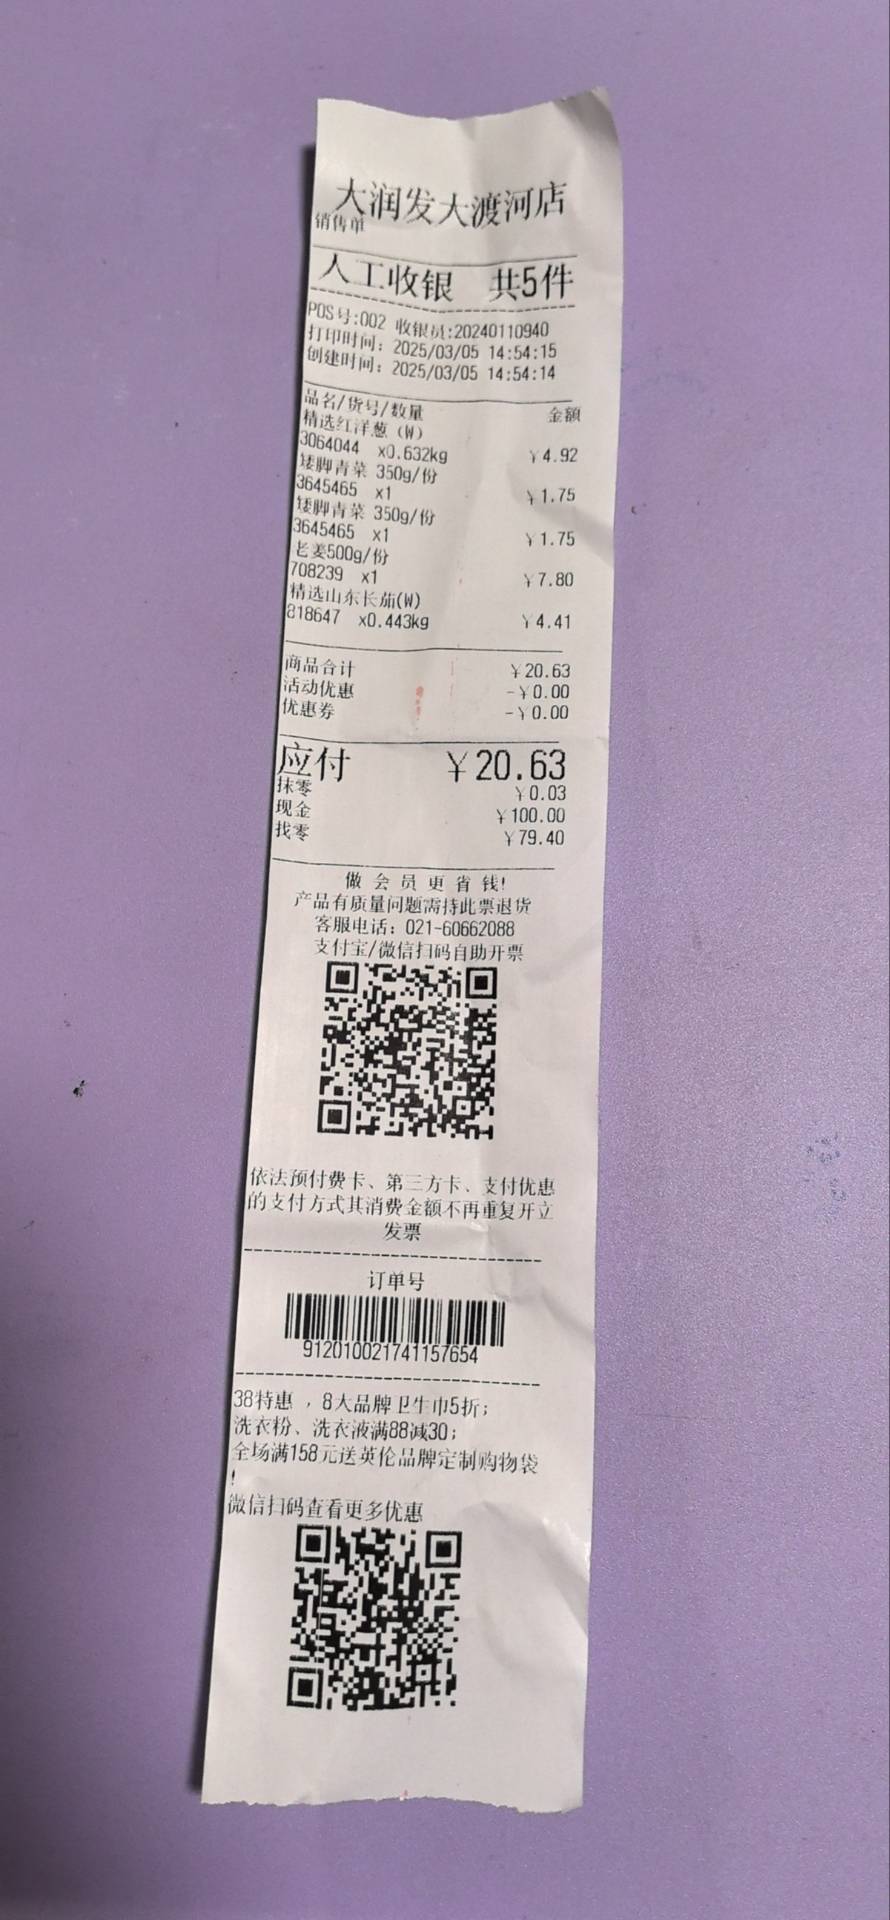 大润发大渡河店
销售单
人工收银 共5件
POS号:002 收银员:20240110940
打印时间: 2025/03/05 14:54:15
创建时间: 2025/03/05 14:54:14
品名/货号/数量 金额
精选红洋葱(W)
3064044 x0.632kg ¥4.92
矮脚青菜 350g/份
3645465 x1 ¥1.75
矮脚青菜 350g/份
3645465 x1 ¥1.75
老姜500g/份
708239 x1 ¥7.80
精选山东长茄(W)
818647 x0.443kg ¥4.41
商品合计 ¥20.63
活动优惠 -¥0.00
优惠券 -¥0.00
应付 ¥20.63
抹零 ¥0.03
现金 ¥100.00
找零 ¥79.40
做会员更省钱!
产品有质量问题需持此票退货
客服电话: 021-60662088
支付宝/微信扫码自助开票
依法预付费卡、第三方卡、支付优惠
的支付方式其消费金额不再重复开立
发票
订单号
912010021741157654
38特惠 ,8大品牌卫生巾5折;
洗衣粉、洗衣液满88减30;
全场满158元送英伦品牌定制购物袋
!
微信扫码查看更多优惠